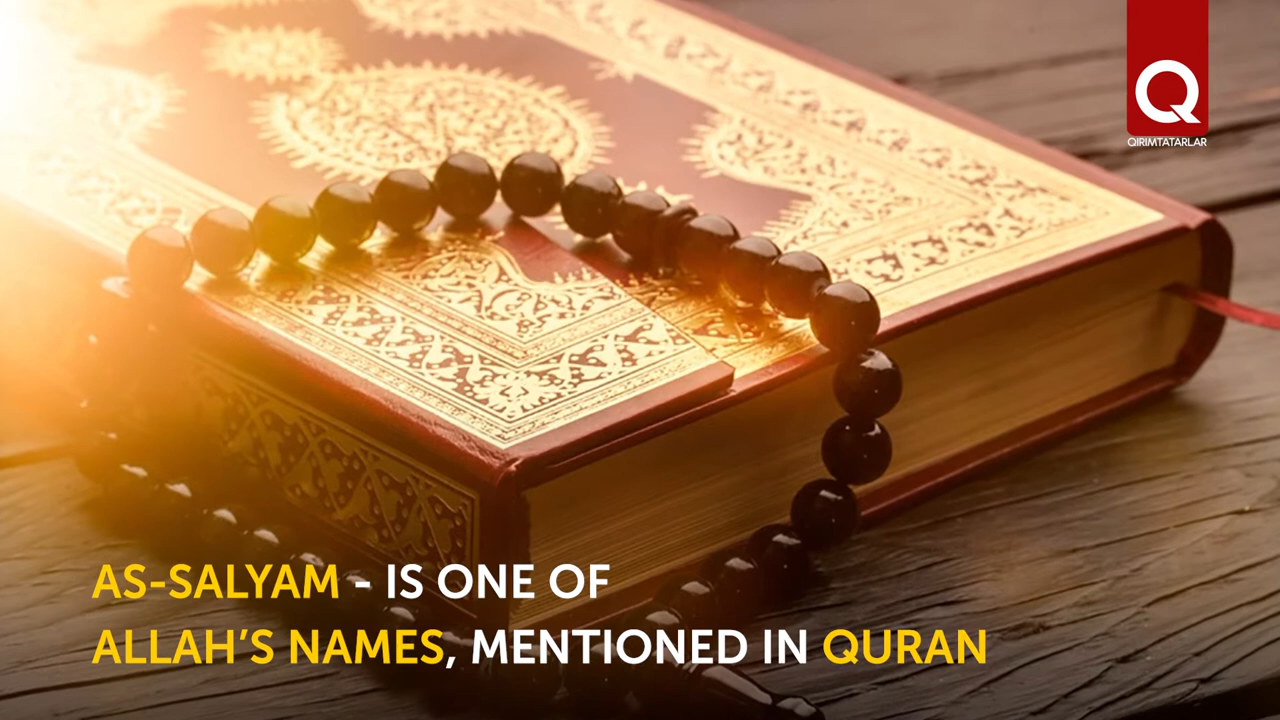 Q
QIRIMTATARLAR
AS-SALYAM - IS ONE OF
ALLAH'S NAMES, MENTIONED IN QURAN